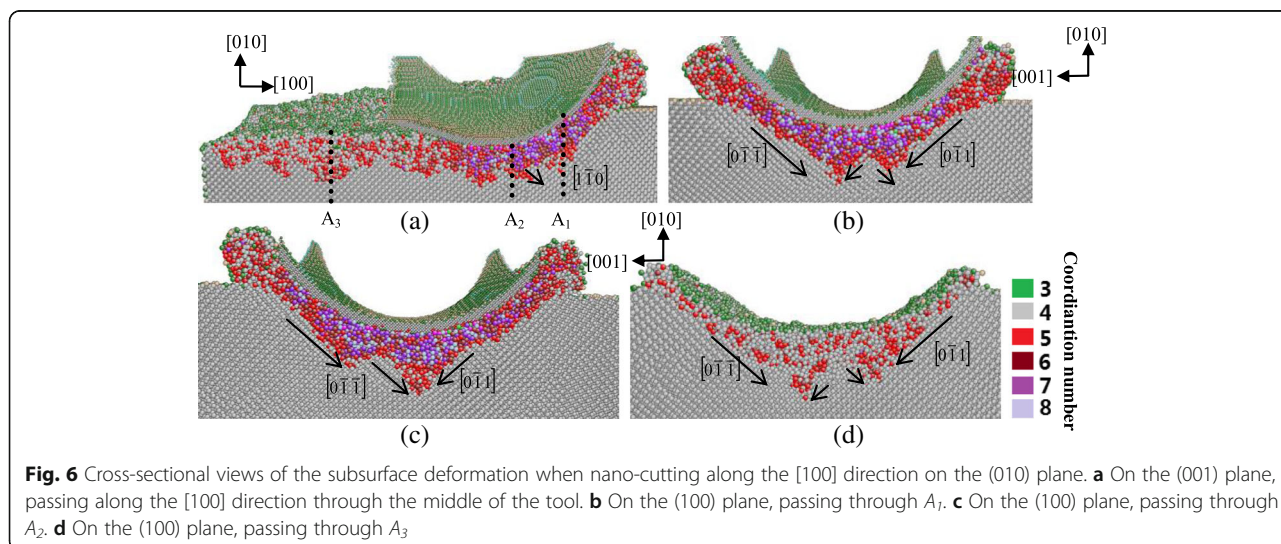 [010]
[100]
[11̄0]
A3
A2
A1
(a)
[010]
[001]
[01̄1̄]
[01̄1]
(b)
[01̄1̄]
[01̄1]
(c)
[010]
[001]
[01̄1̄]
[01̄1]
(d)
Coordiantion number
3
4
5
6
7
8
Fig. 6 Cross-sectional views of the subsurface deformation when nano-cutting along the [100] direction on the (010) plane. a On the (001) plane,
passing along the [100] direction through the middle of the tool. b On the (100) plane, passing through A1. c On the (100) plane, passing through
A2. d On the (100) plane, passing through A3